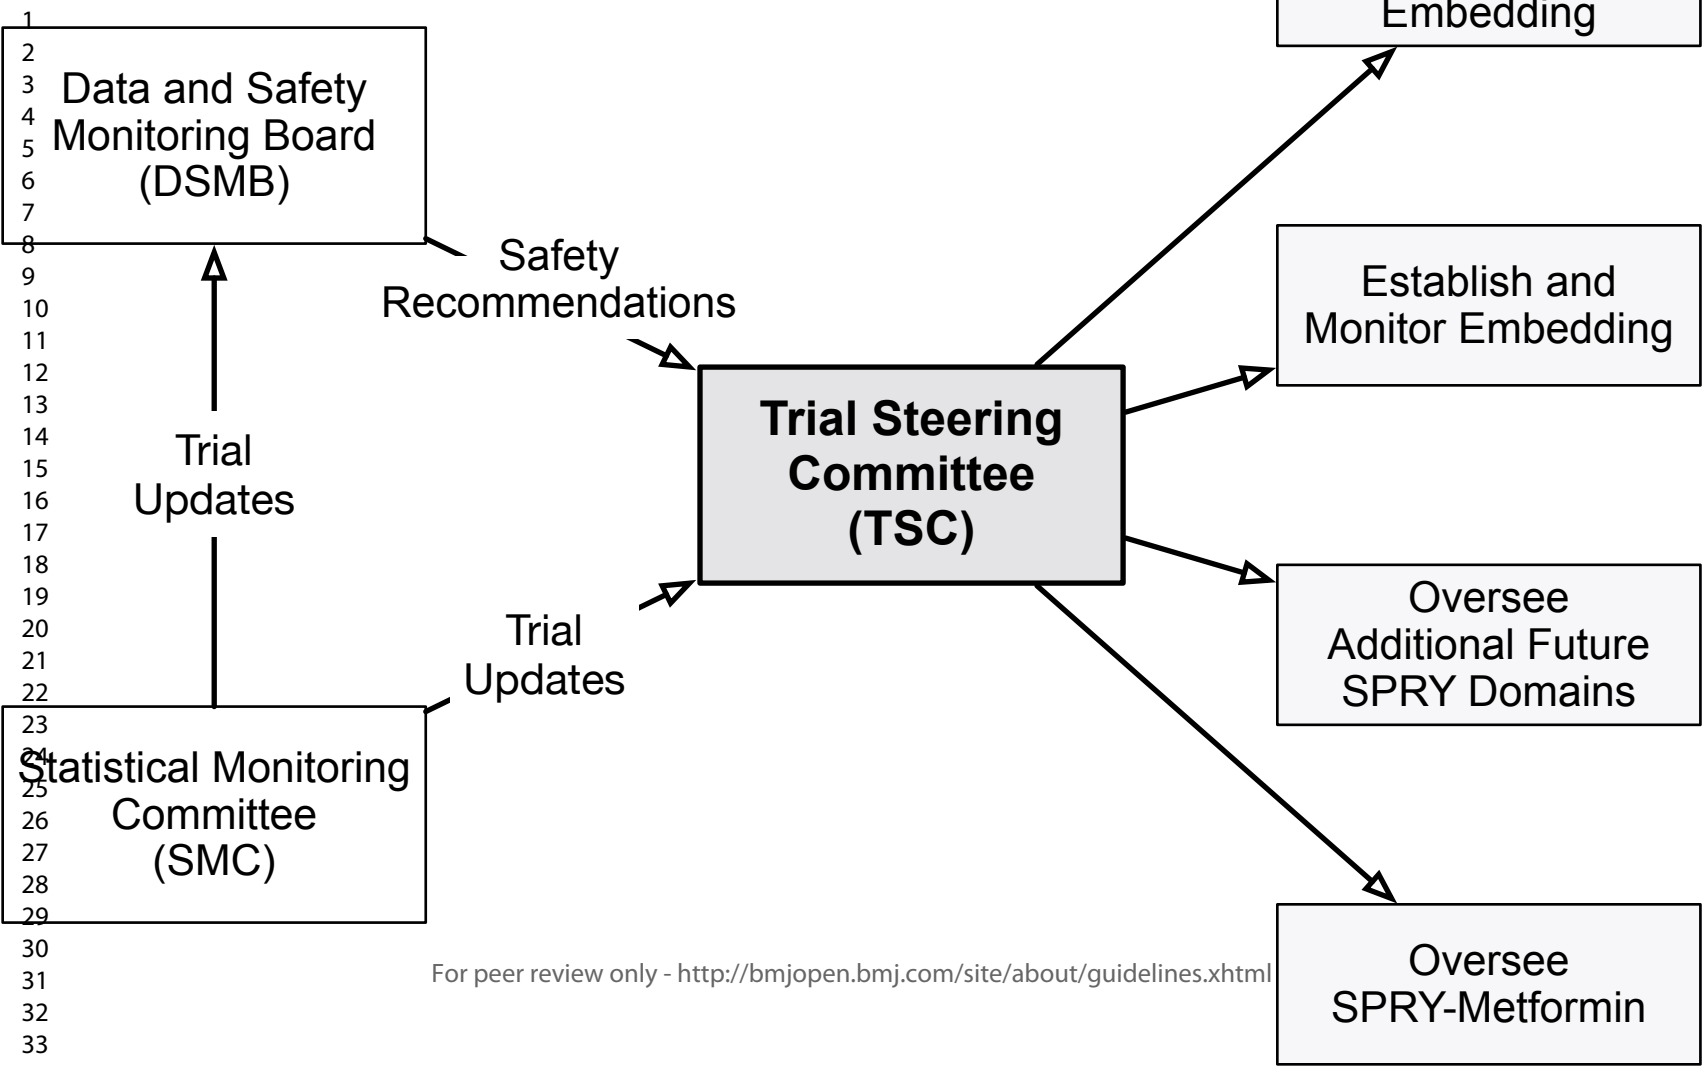 1
2
3
4
5
6
7
8
9
10
11
12
13
14
15
16
17
18
19
20
21
22
23
24
25
26
27
28
29
30
31
32
33
Data and Safety
Monitoring Board
(DSMB)
Safety
Recommendations
Trial
Updates
Statistical Monitoring
Committee
(SMC)
Trial
Updates
Trial Steering
Committee
(TSC)
Embedding
Establish and
Monitor Embedding
Oversee
Additional Future
SPRY Domains
Oversee
SPRY-Metformin
For peer review only - http://bmjopen.bmj.com/site/about/guidelines.xhtml